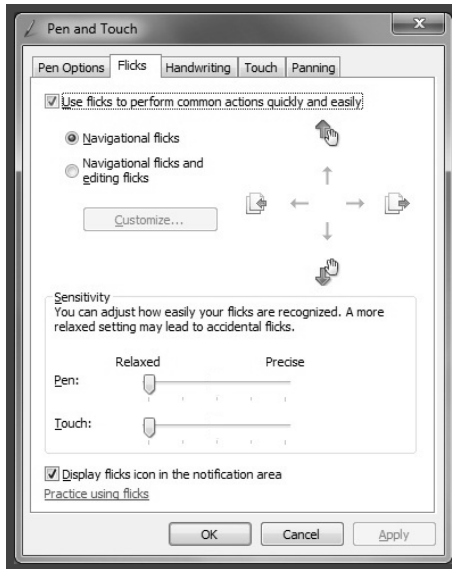 Pen and Touch
Pen Options Flicks Handwriting Touch Panning
Use flicks to perform common actions quickly and easily
Navigational flicks
Navigational flicks and
editing flicks
Customize...
Sensitivity
You can adjust how easily your flicks are recognized. A more
relaxed setting may lead to accidental flicks.
Relaxed Precise
Pen:
Touch:
Display flicks icon in the notification area
Practice using flicks
OK Cancel Apply